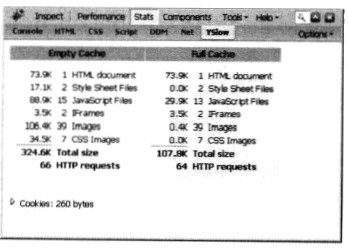 Inspect Performance Stats Components Tools Help
Console HTML CSS Script DOM Net YSlow Options
Empty Cache Full Cache
73.9K 1 HTML document 73.9K 1 HTML document
17.1K 2 Style Sheet Files 0.0K 2 Style Sheet Files
88.9K 15 JavaScript Files 29.9K 13 JavaScript Files
3.5K 2 IFrames 3.5K 2 IFrames
106.4K 39 Images 0.4K 39 Images
34.5K 7 CSS Images 0.0K 7 CSS Images
324.6K Total size 107.8K Total size
66 HTTP requests 64 HTTP requests
Cookies: 260 bytes